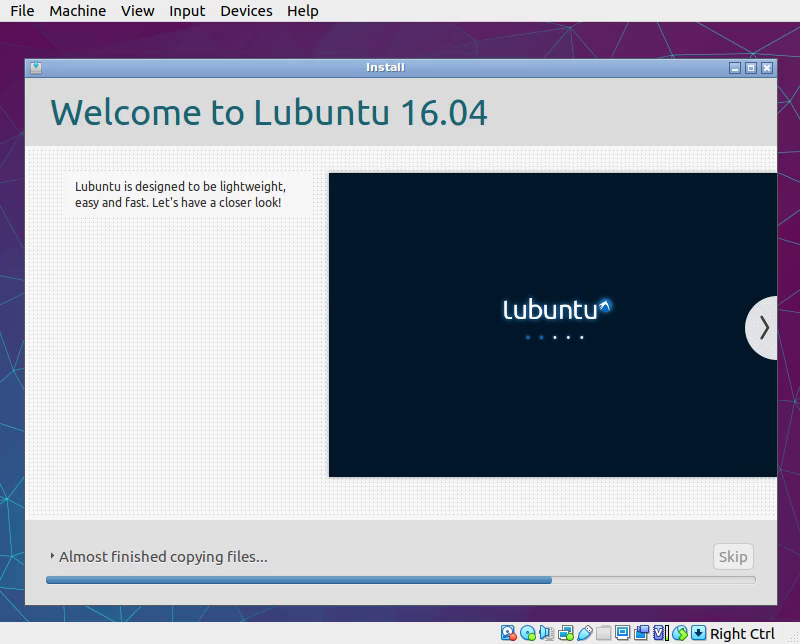 File Machine View Input Devices Help
Install
Welcome to Lubuntu 16.04
Lubuntu is designed to be lightweight,
easy and fast. Let's have a closer look!
lubuntu
Almost finished copying files...
Skip
Right Ctrl